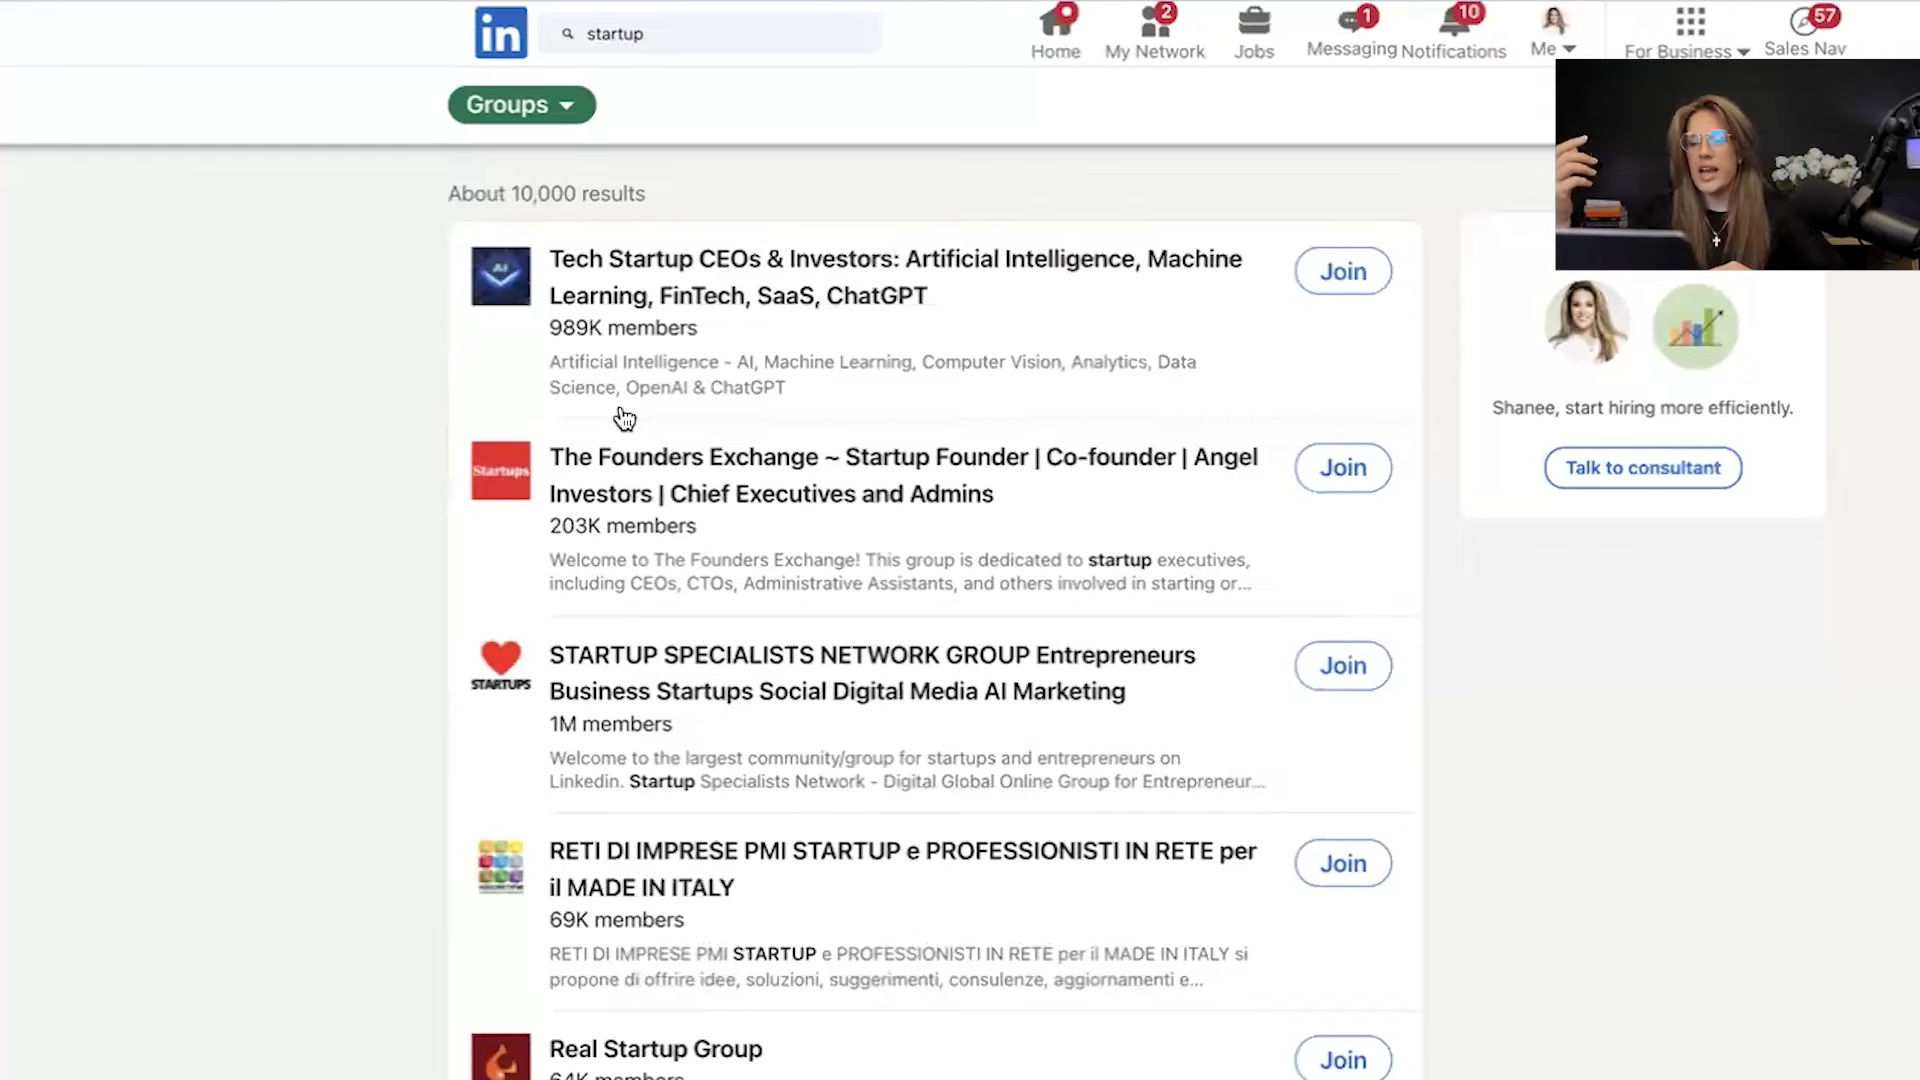 in
startup
Home
2
My Network
Jobs
1
Messaging
10
Notifications
Me
For Business
57
Sales Nav
Groups
About 10,000 results
AI
Tech Startup CEOs & Investors: Artificial Intelligence, Machine
Learning, FinTech, SaaS, ChatGPT
989K members
Artificial Intelligence - AI, Machine Learning, Computer Vision, Analytics, Data
Science, OpenAI & ChatGPT
Join
Shanee, start hiring more efficiently.
Talk to consultant
Startups
The Founders Exchange ~ Startup Founder | Co-founder | Angel
Investors | Chief Executives and Admins
203K members
Welcome to The Founders Exchange! This group is dedicated to startup executives,
including CEOs, CTOs, Administrative Assistants, and others involved in starting or...
Join
STARTUPS
STARTUP SPECIALISTS NETWORK GROUP Entrepreneurs
Business Startups Social Digital Media AI Marketing
1M members
Welcome to the largest community/group for startups and entrepreneurs on
Linkedin. Startup Specialists Network - Digital Global Online Group for Entrepreneur...
Join
RETI DI IMPRESE PMI STARTUP e PROFESSIONISTI IN RETE per
il MADE IN ITALY
69K members
RETI DI IMPRESE PMI STARTUP e PROFESSIONISTI IN RETE per il MADE IN ITALY si
propone di offrire idee, soluzioni, suggerimenti, consulenze, aggiornamenti e...
Join
Real Startup Group
64K members
Join